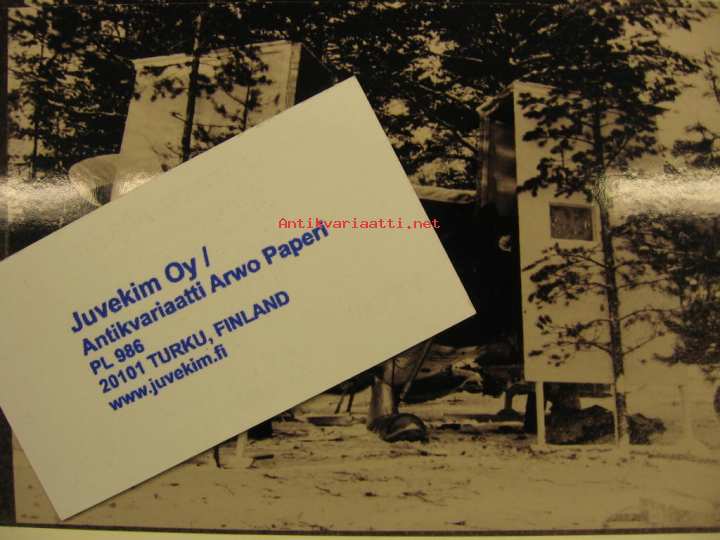 Antikvariaatti.net
Juvekim Oy /
Antikvariaatti Arwo Paperi
PL 986
20101 TURKU, FINLAND
www.juvekim.fi